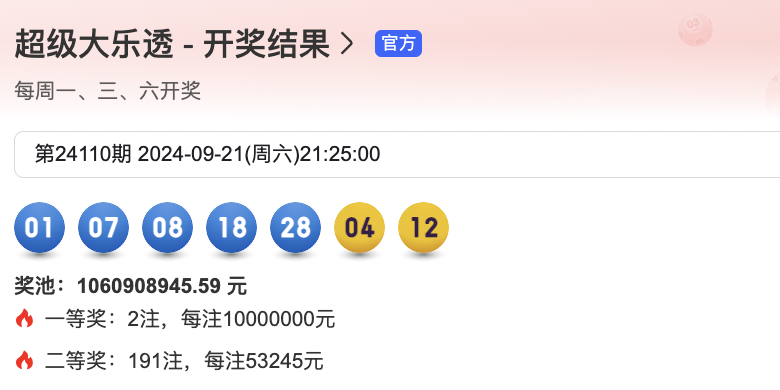 超级大乐透 - 开奖结果 > 官方
每周一、三、六开奖
第24110期 2024-09-21(周六)21:25:00
01 07 08 18 28 04 12
奖池：1060908945.59 元
一等奖：2注，每注10000000元
二等奖：191注，每注53245元